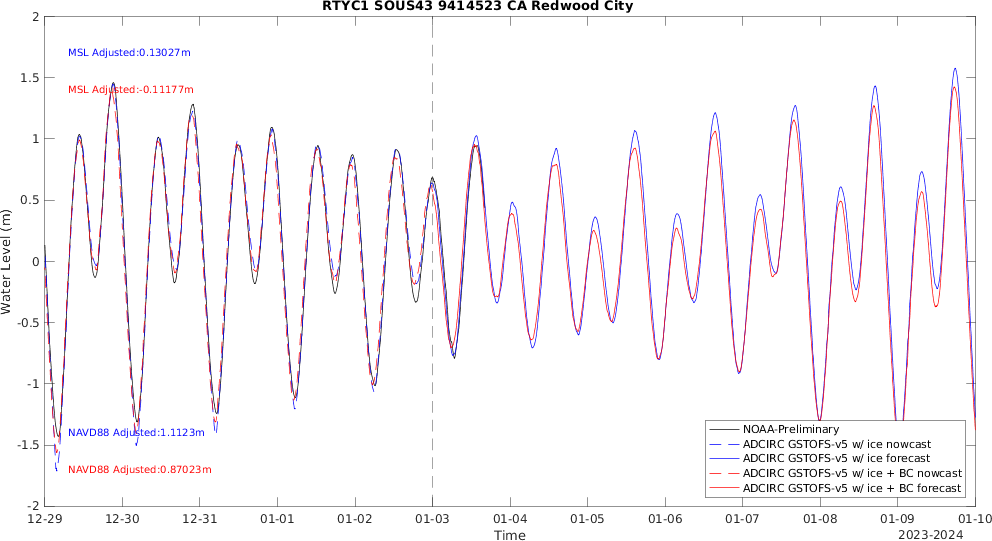 RTYC1 SOUS43 9414523 CA Redwood City
MSL Adjusted:0.13027m
MSL Adjusted:-0.11177m
NAVD88 Adjusted:1.1123m
NAVD88 Adjusted:0.87023m
Water Level (m)
2
1.5
1
0.5
0
-0.5
-1
-1.5
-2
NOAA-Preliminary
ADCIRC GSTOFS-v5 w/ ice nowcast
ADCIRC GSTOFS-v5 w/ ice forecast
ADCIRC GSTOFS-v5 w/ ice + BC nowcast
ADCIRC GSTOFS-v5 w/ ice + BC forecast
12-29 12-30 12-31 01-01 01-02 01-03 01-04 01-05 01-06 01-07 01-08 01-09 01-10
Time
2023-2024